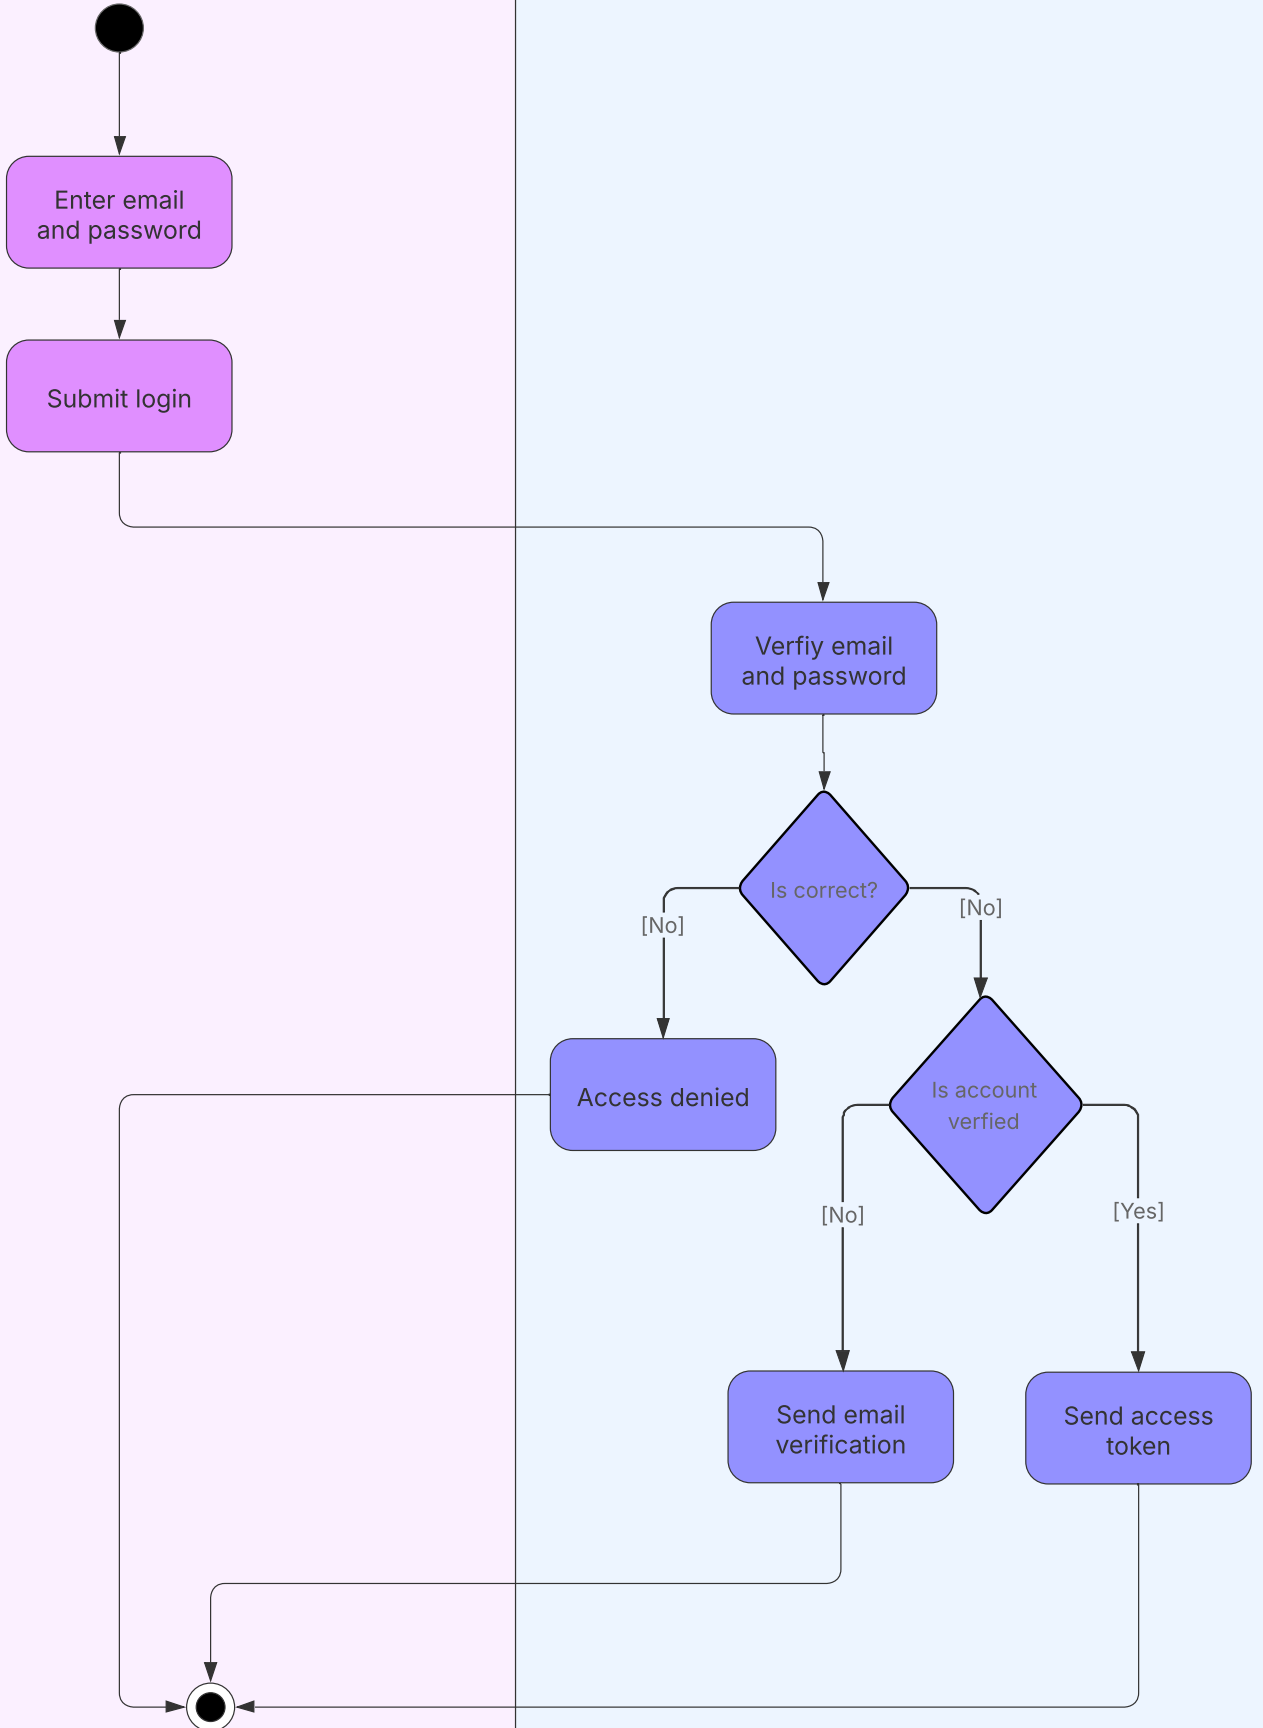 Enter email
and password
Submit login
Verfiy email
and password
Is correct?
[No]
[No]
Access denied
Is account
verfied
[No]
[Yes]
Send email
verification
Send access
token